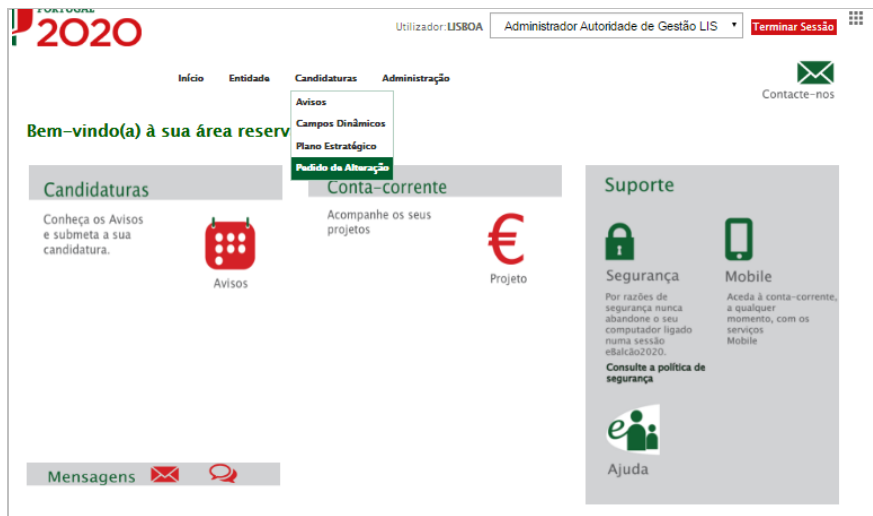 PORTUGAL
2020
Utilizador:LISBOA
Administrador Autoridade de Gestão LIS
Terminar Sessão
Início Entidade Candidaturas Administração
Contacte-nos
Avisos
Campos Dinâmicos
Plano Estratégico
Pedido de Alteração
Bem-vindo(a) à sua área reserv
Candidaturas
Conheça os Avisos
e submeta a sua
candidatura.
Avisos
Conta-corrente
Acompanhe os seus
projetos
€
Projeto
Suporte
Segurança
Por razões de
segurança nunca
abandone o seu
computador ligado
numa sessão
eBalcão2020.
Consulte a política de
segurança
Mobile
Aceda à conta-corrente,
a qualquer
momento, com os
serviços
Mobile
e
Ajuda
Mensagens